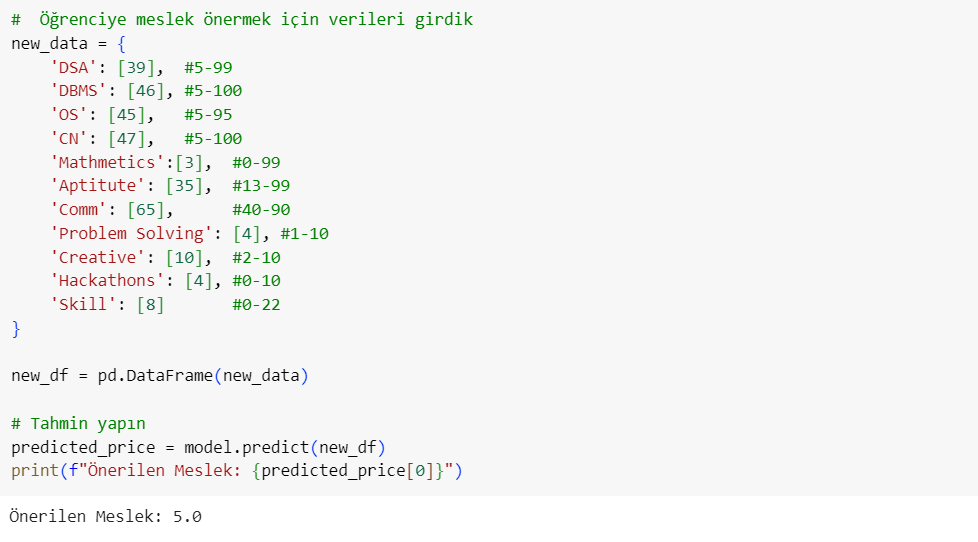 #  Öğrenciye meslek önermek için verileri girdik
new_data = {
    'DSA': [39],  #5-99
    'DBMS': [46], #5-100
    'OS': [45],   #5-95
    'CN': [47],   #5-100
    'Mathmetics':[3],  #0-99
    'Aptitute': [35],  #13-99
    'Comm': [65],      #40-90
    'Problem Solving': [4], #1-10
    'Creative': [10],  #2-10
    'Hackathons': [4], #0-10
    'Skill': [8]       #0-22
}
new_df = pd.DataFrame(new_data)
# Tahmin yapın
predicted_price = model.predict(new_df)
print(f"Önerilen Meslek: {predicted_price[0]}")
Önerilen Meslek: 5.0